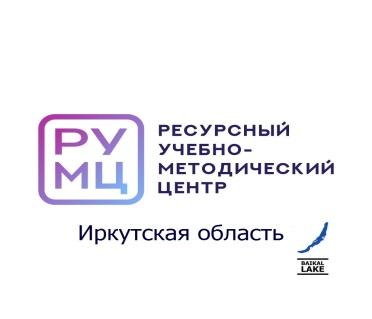 РУ
МЦ
РЕСУРСНЫЙ
УЧЕБНО-
МЕТОДИЧЕСКИЙ
ЦЕНТР
Иркутская область
BAIKAL
LAKE